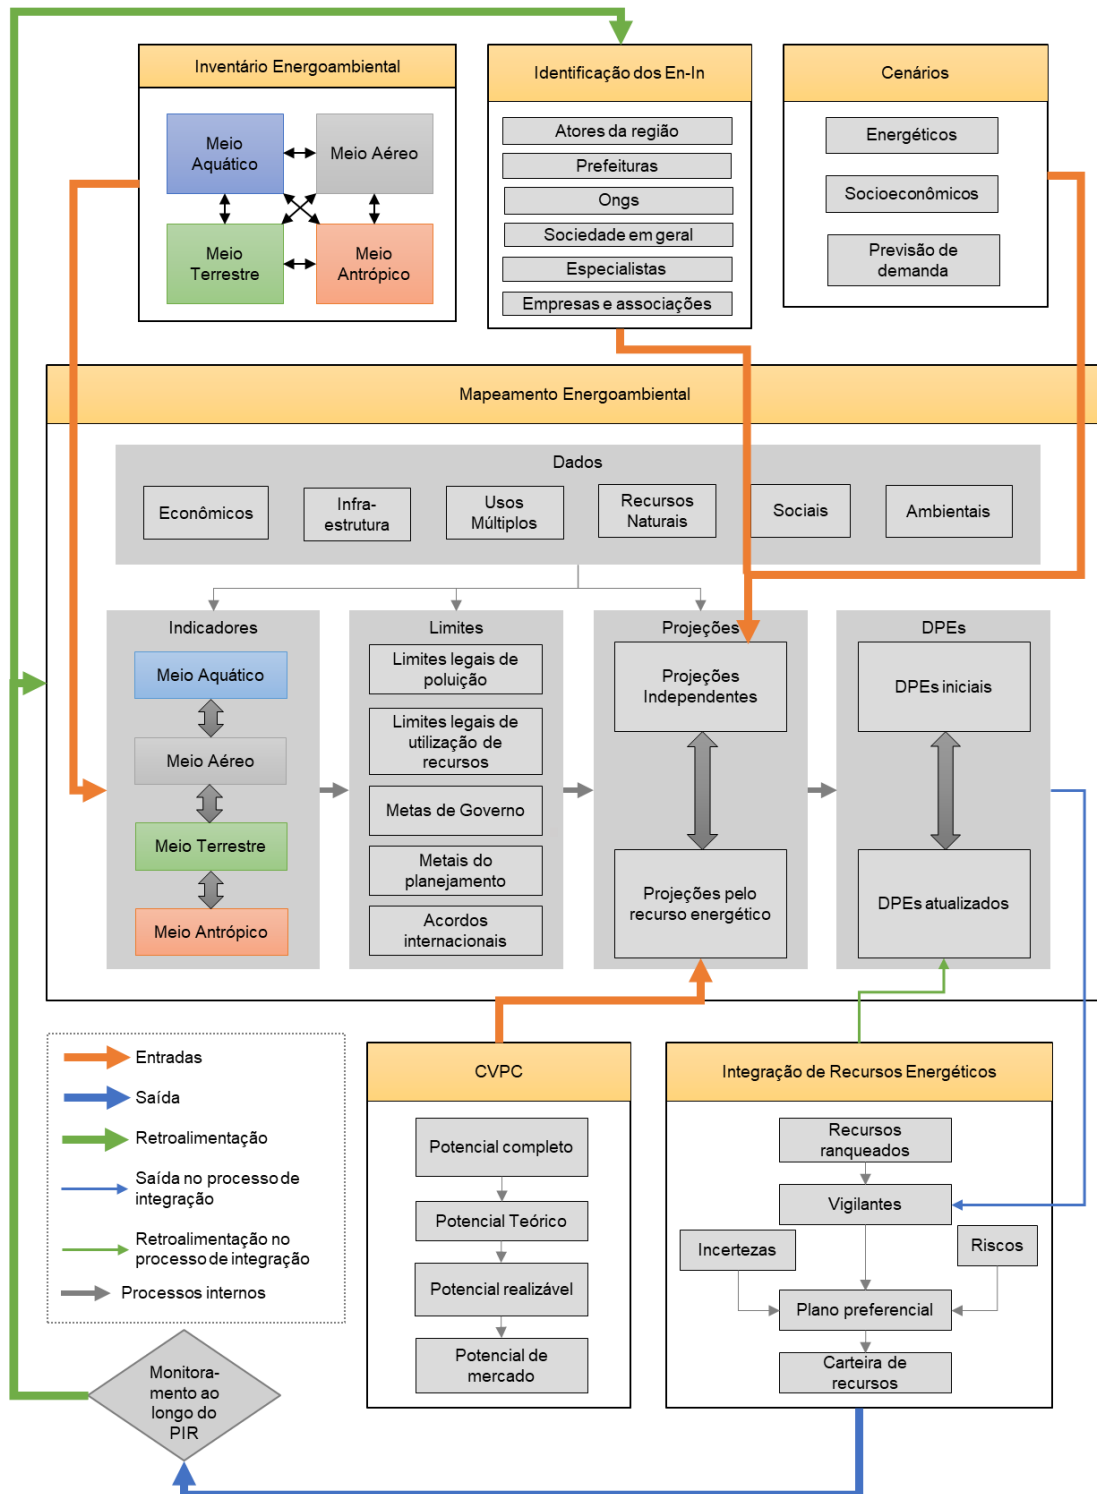 Inventário Energoambiental
Meio
Aquático
Meio Aéreo
Meio
Terrestre
Meio
Antrópico
Identificação dos En-In
Atores da região
Prefeituras
Ongs
Sociedade em geral
Especialistas
Empresas e associações
Cenários
Energéticos
Socioeconômicos
Previsão de
demanda
Mapeamento Energoambiental
Dados
Econômicos
Infra-
estrutura
Usos
Múltiplos
Recursos
Naturais
Sociais
Ambientais
Indicadores
Meio Aquático
Meio Aéreo
Meio Terrestre
Meio Antrópico
Limites
Limites legais de
poluição
Limites legais de
utilização de
recursos
Metas de Governo
Metais do
planejamento
Acordos
internacionais
Projeções
Projeções
Independentes
Projeções pelo
recurso energético
DPEs
DPEs iniciais
DPEs atualizados
Entradas
Saída
Retroalimentação
Saída no processo de
integração
Retroalimentação no
processo de integração
Processos internos
Monitora-
mento ao
longo do
PIR
CVPC
Potencial completo
Potencial Teórico
Potencial realizável
Potencial de
mercado
Integração de Recursos Energéticos
Recursos
ranqueados
Vigilantes
Incertezas
Riscos
Plano preferencial
Carteira de
recursos